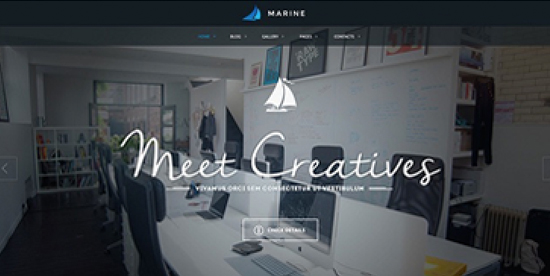 MARINE
HOME BLOG GALLERY PAGES CONTACTS
Meet Creatives
VIVAMUS ORCI SEM CONSECTETUR UT VESTIBULUM
CHECK DETAILS